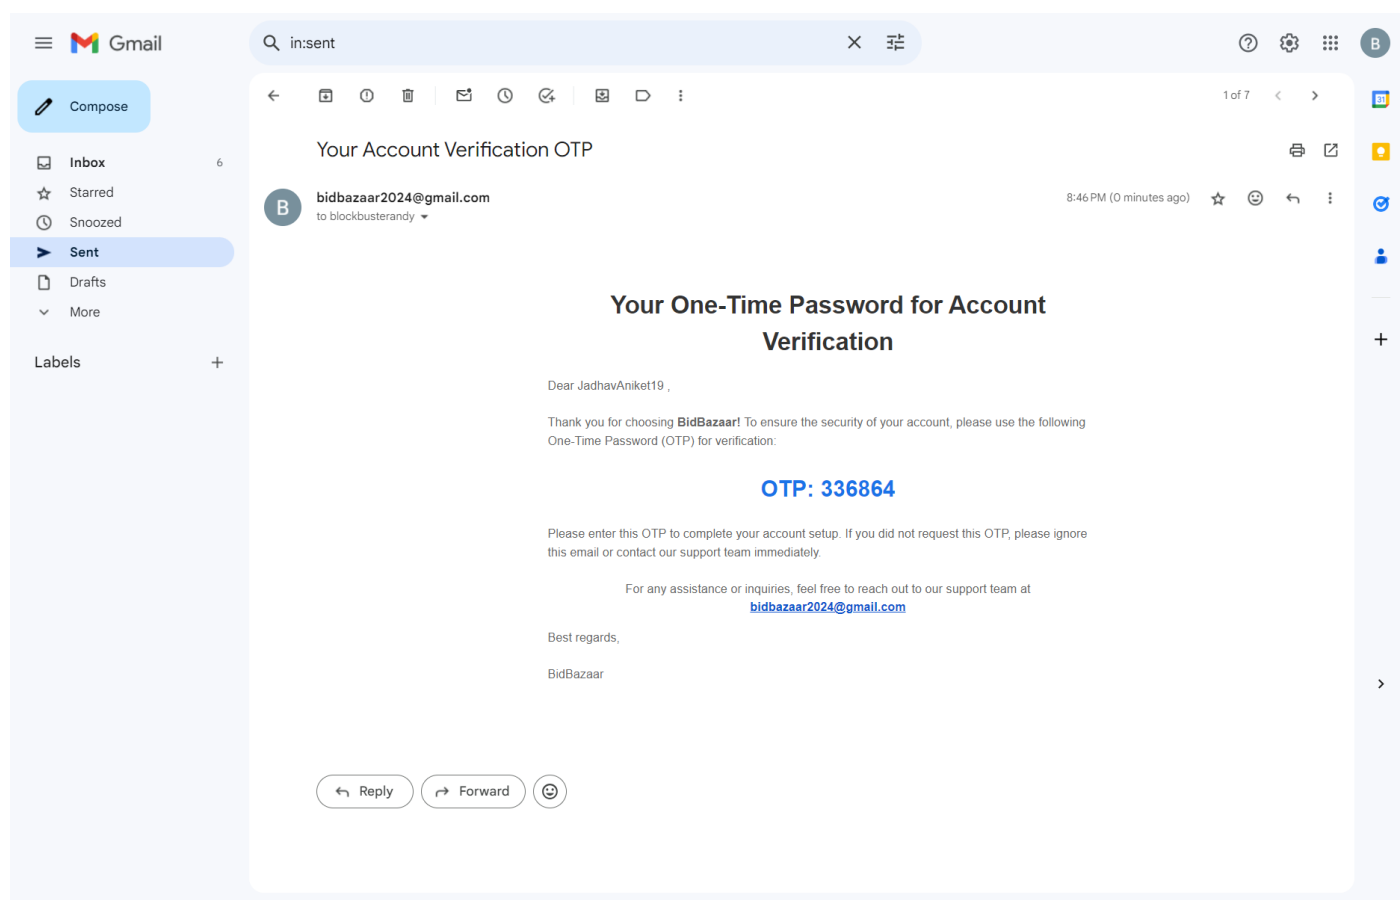 Gmail
in:sent
B
Compose
1 of 7
31
Your Account Verification OTP
Inbox 6
Starred
Snoozed
Sent
Drafts
More
Labels
B
bidbazaar2024@gmail.com
8:46 PM (0 minutes ago)
to blockbusterandy
Your One-Time Password for Account
Verification
Dear JadhavAniket19 ,
Thank you for choosing BidBazaar! To ensure the security of your account, please use the following
One-Time Password (OTP) for verification:
OTP: 336864
Please enter this OTP to complete your account setup. If you did not request this OTP, please ignore
this email or contact our support team immediately.
For any assistance or inquiries, feel free to reach out to our support team at
bidbazaar2024@gmail.com
Best regards,
BidBazaar
Reply
Forward